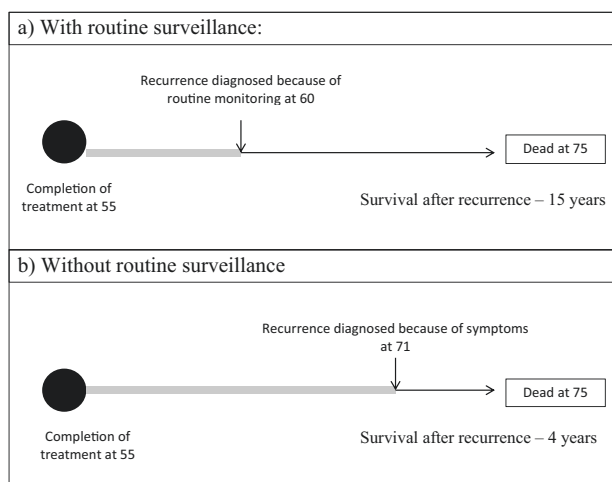 a) With routine surveillance:
Recurrence diagnosed because of
routine monitoring at 60
Dead at 75
Completion of
treatment at 55
Survival after recurrence – 15 years
b) Without routine surveillance
Recurrence diagnosed because of symptoms
at 71
Dead at 75
Completion of
treatment at 55
Survival after recurrence – 4 years